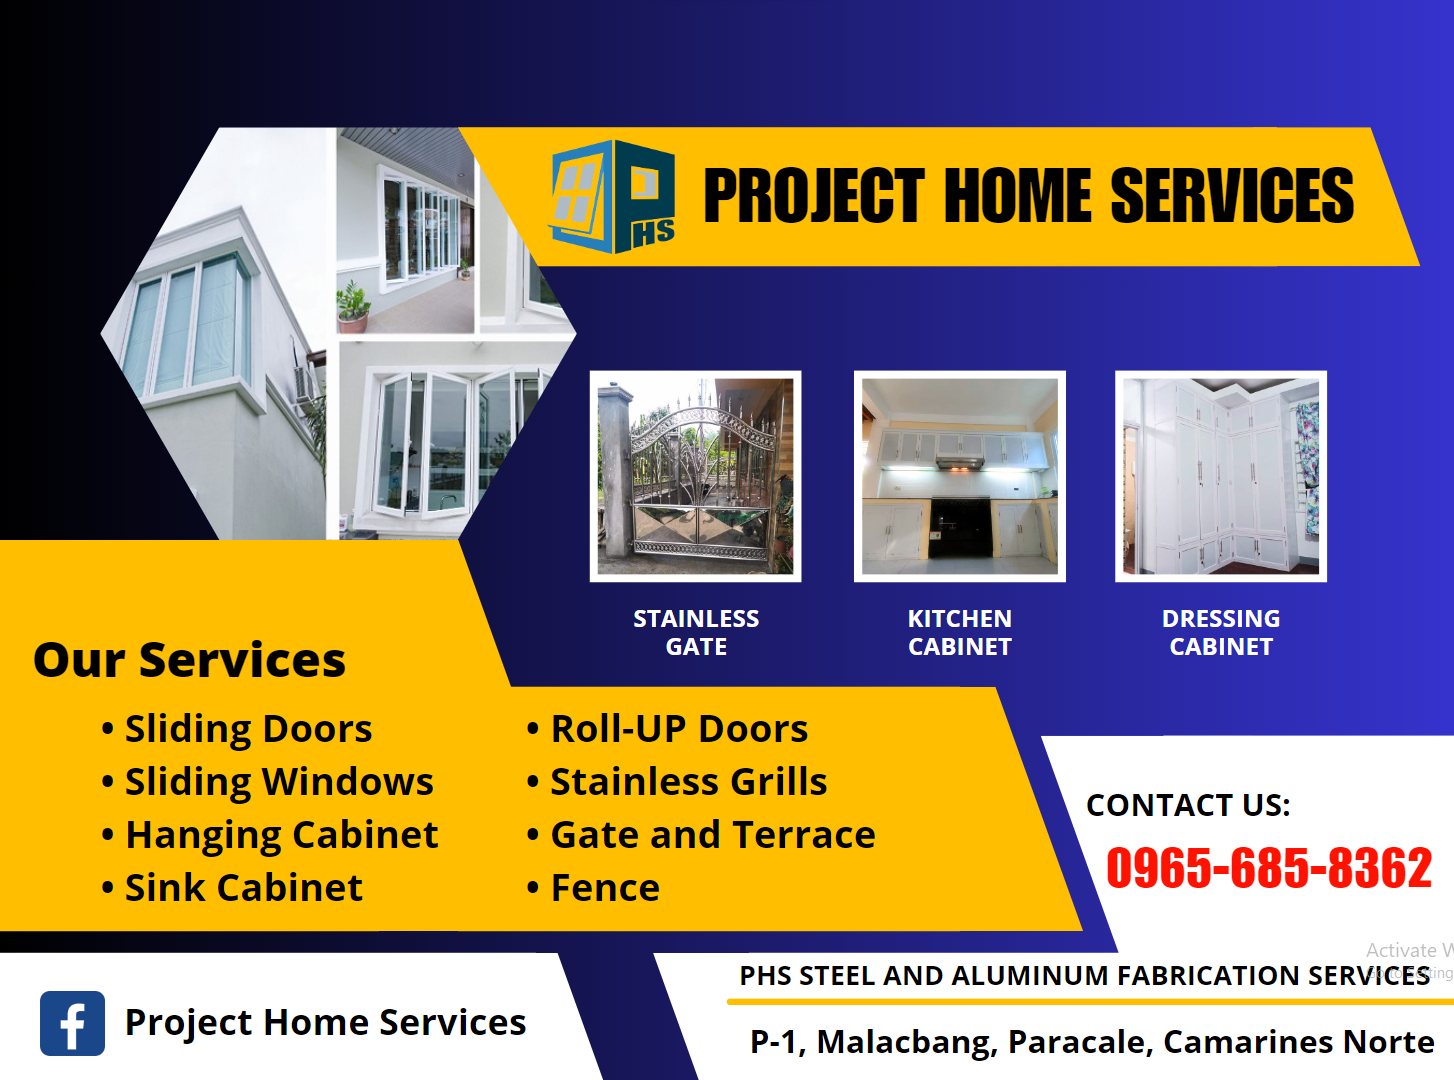 PHS
PROJECT HOME SERVICES
STAINLESS
GATE
KITCHEN
CABINET
DRESSING
CABINET
Our Services
• Sliding Doors
• Sliding Windows
• Hanging Cabinet
• Sink Cabinet
• Roll-UP Doors
• Stainless Grills
• Gate and Terrace
• Fence
CONTACT US:
0965-685-8362
Activate W
PHS STEEL AND ALUMINUM FABRICATION SERVICES
P-1, Malacbang, Paracale, Camarines Norte
f
Project Home Services